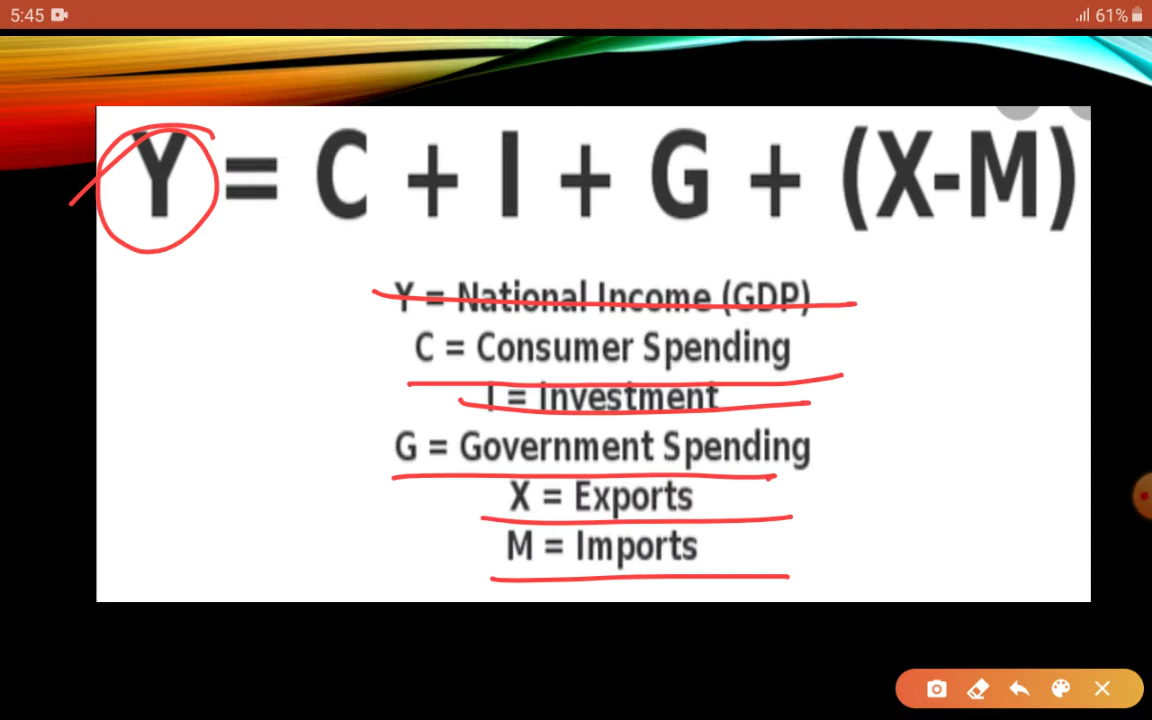 5:45
61%
Y = C + I + G + (X-M)
Y = National Income (GDP)
C = Consumer Spending
I = Investment
G = Government Spending
X = Exports
M = Imports